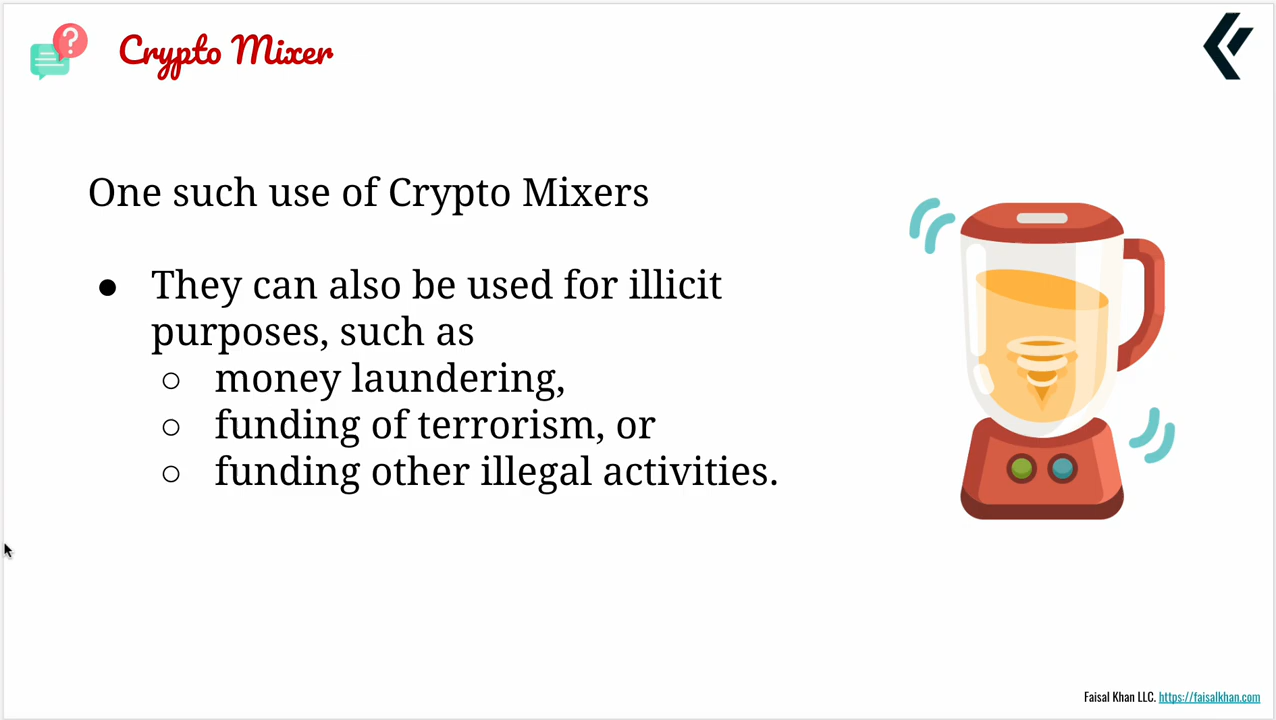 ?
Crypto Mixer
One such use of Crypto Mixers
● They can also be used for illicit
purposes, such as
○ money laundering,
○ funding of terrorism, or
○ funding other illegal activities.
Faisal Khan LLC. https://faisalkhan.com